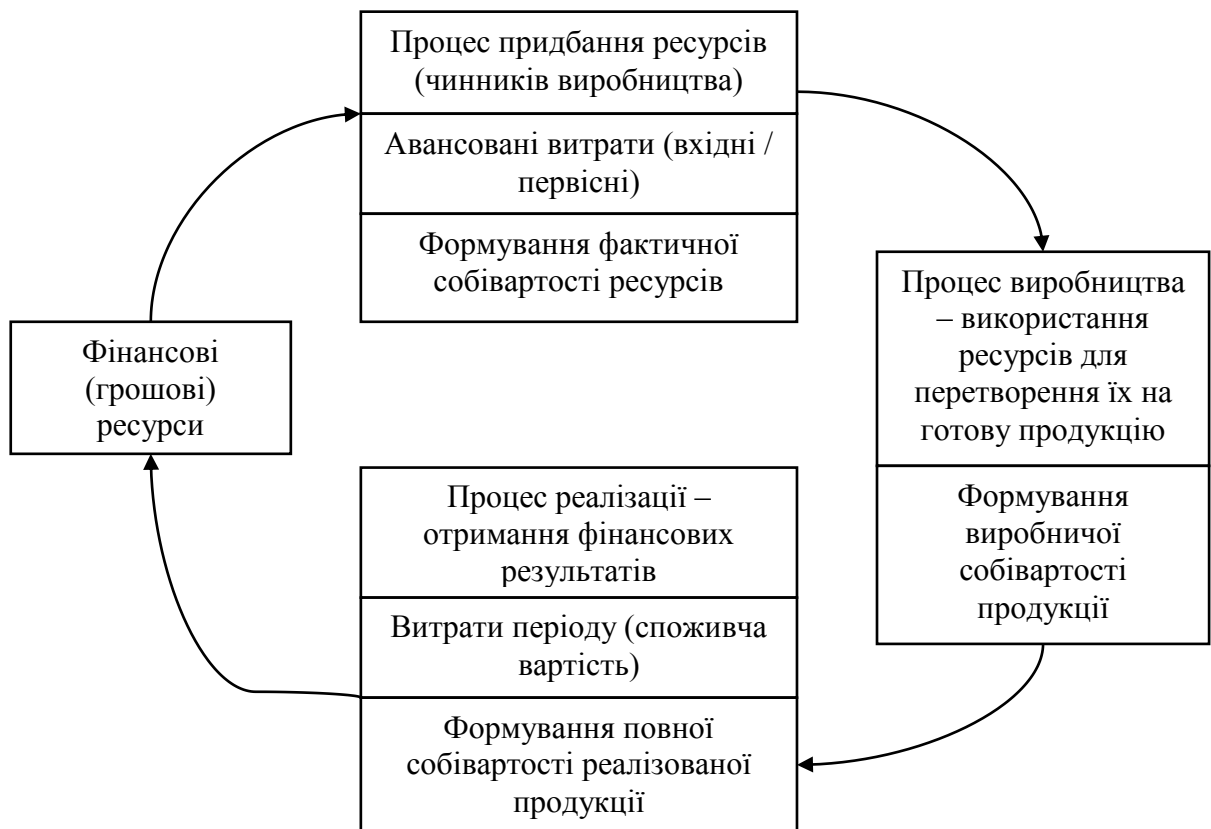 Процес придбання ресурсів
(чинників виробництва)
Авансовані витрати (вхідні /
первісні)
Формування фактичної
собівартості ресурсів
Процес виробництва
– використання
ресурсів для
перетворення їх на
готову продукцію
Формування
виробничої
собівартості
продукції
Процес реалізації –
отримання фінансових
результатів
Витрати періоду (споживча
вартість)
Формування повної
собівартості реалізованої
продукції
Фінансові
(грошові)
ресурси